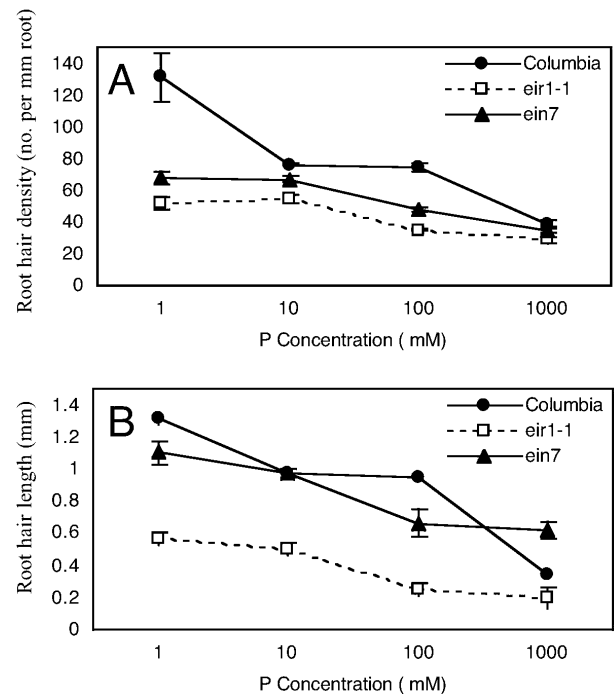 A
Columbia
eir1-1
ein7
Root hair density (no. per mm root)
140
120
100
80
60
40
20
0
1 10 100 1000
P Concentration ( mM)
B
Columbia
eir1-1
ein7
Root hair length (mm)
1.4
1.2
1
0.8
0.6
0.4
0.2
0
1 10 100 1000
P Concentration ( mM)